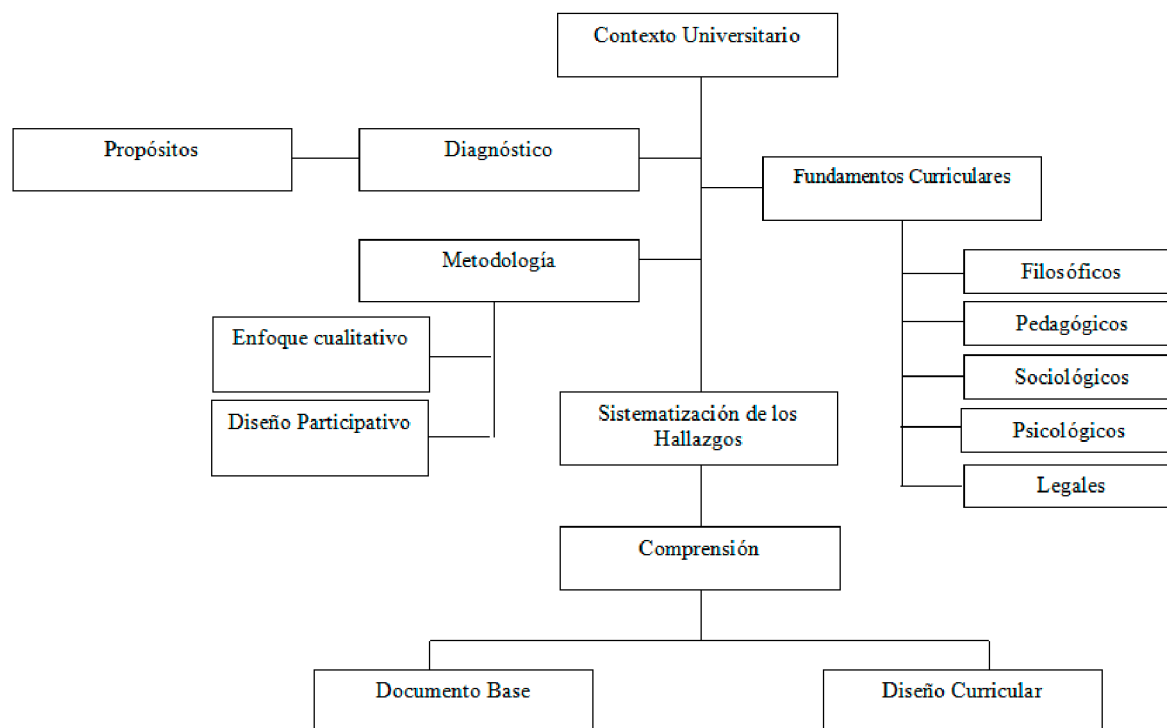 Contexto Universitario
Propósitos
Diagnóstico
Fundamentos Curriculares
Metodología
Filosóficos
Pedagógicos
Enfoque cualitativo
Sociológicos
Diseño Participativo
Sistematización de los
Hallazgos
Psicológicos
Legales
Comprensión
Documento Base
Diseño Curricular